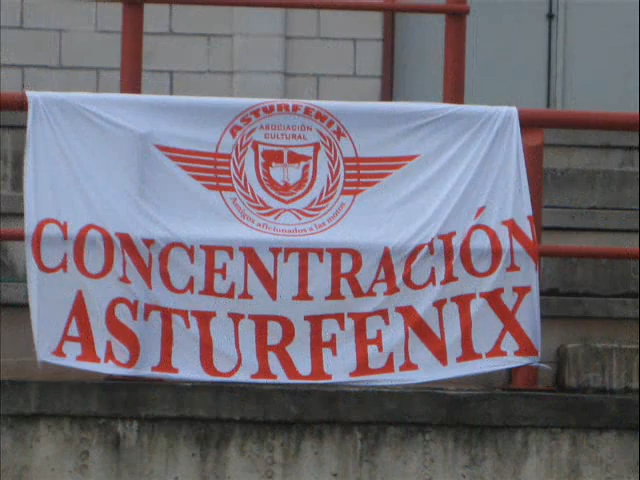 ASTURFENIX
ASOCIACIÓN
CULTURAL
Amigos aficionados a las motos
CONCENTRACIÓN
ASTURFENIX